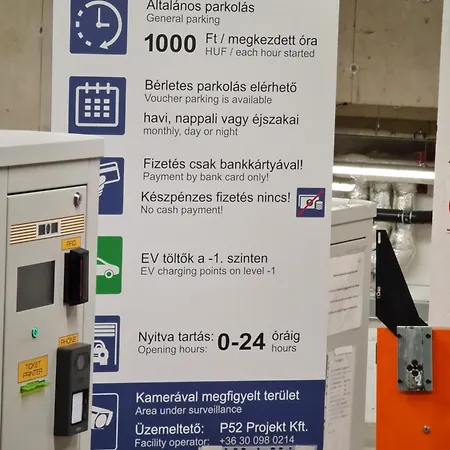 Általános parkolás
General parking
1000 Ft / megkezdett óra
HUF / each hour started
Bérletes parkolás elérhető
Voucher parking is available
havi, nappali vagy éjszakai
monthly, day or night
Fizetés csak bankkártyával!
Payment by bank card only!
Készpénzes fizetés nincs!
No cash payment!
EV töltők a -1. szinten
EV charging points on level -1
Nyitva tartás: 0-24 óráig
Opening hours: hours
Kamerával megfigyelt terület
Area under surveillance
Üzemeltető: P52 Projekt Kft.
Facility operator: +36 30 098 0214
PHONE
TICKET
PRINTER